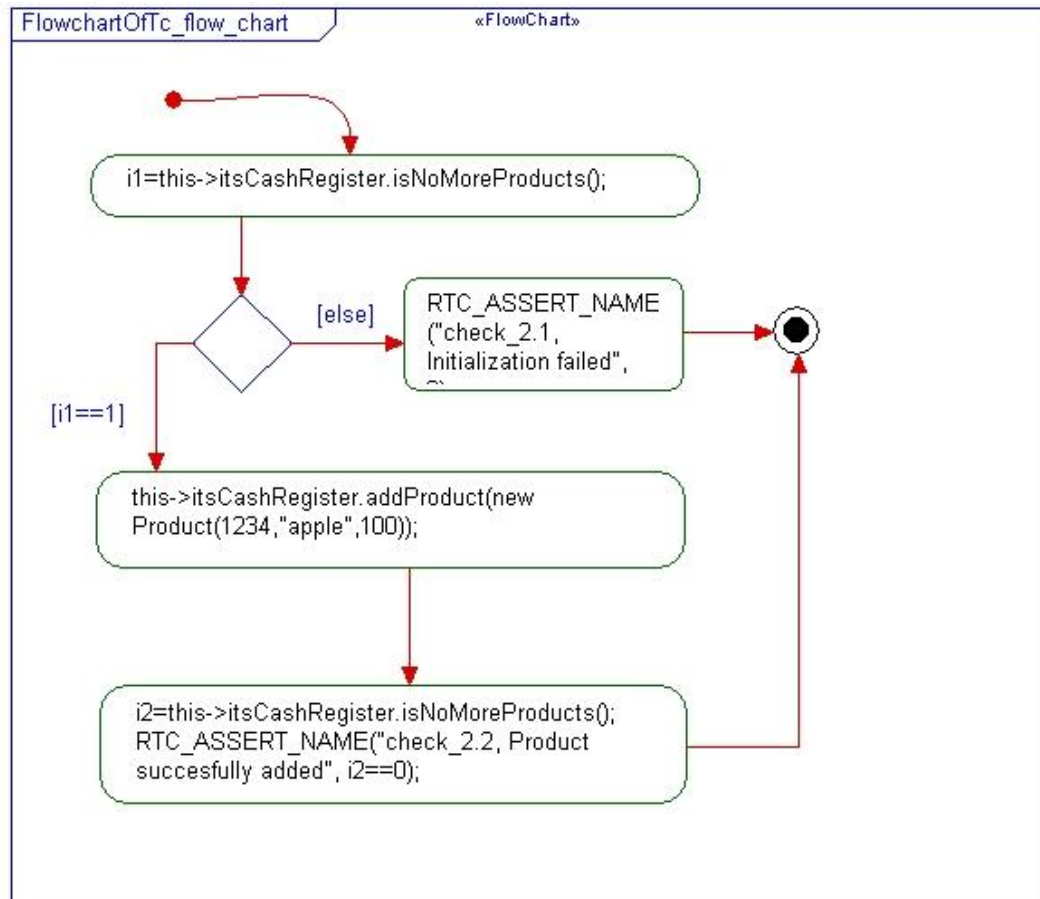 FlowchartOfTc_flow_chart
«FlowChart»
i1=this->itsCashRegister.isNoMoreProducts();
[else]
RTC_ASSERT_NAME
("check_2.1,
Initialization failed",
[i1==1]
this->itsCashRegister.addProduct(new
Product(1234,"apple",100));
i2=this->itsCashRegister.isNoMoreProducts();
RTC_ASSERT_NAME("check_2.2, Product
succesfully added", i2==0);